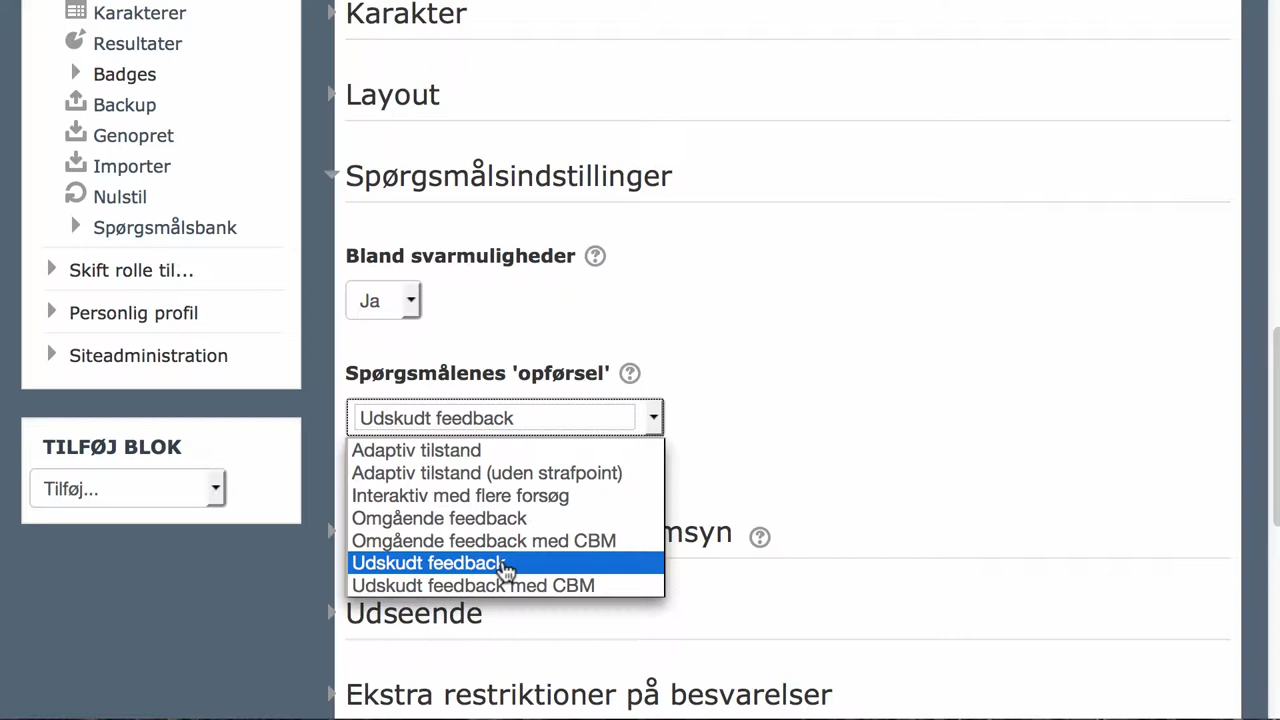 Karakterer
Resultater
Badges
Backup
Genopret
Importer
Nulstil
Spørgsmålsbank
Skift rolle til...
Personlig profil
Siteadministration
TILFØJ BLOK
Tilføj...
Karakter
Layout
Spørgsmålsindstillinger
Bland svarmuligheder
Ja
Spørgsmålenes 'opførsel'
Udskudt feedback
Adaptiv tilstand
Adaptiv tilstand (uden strafpoint)
Interaktiv med flere forsøg
Omgående feedback
Omgående feedback med CBM
Udskudt feedback
Udskudt feedback med CBM
msyn
Udseende
Ekstra restriktioner på besvarelser